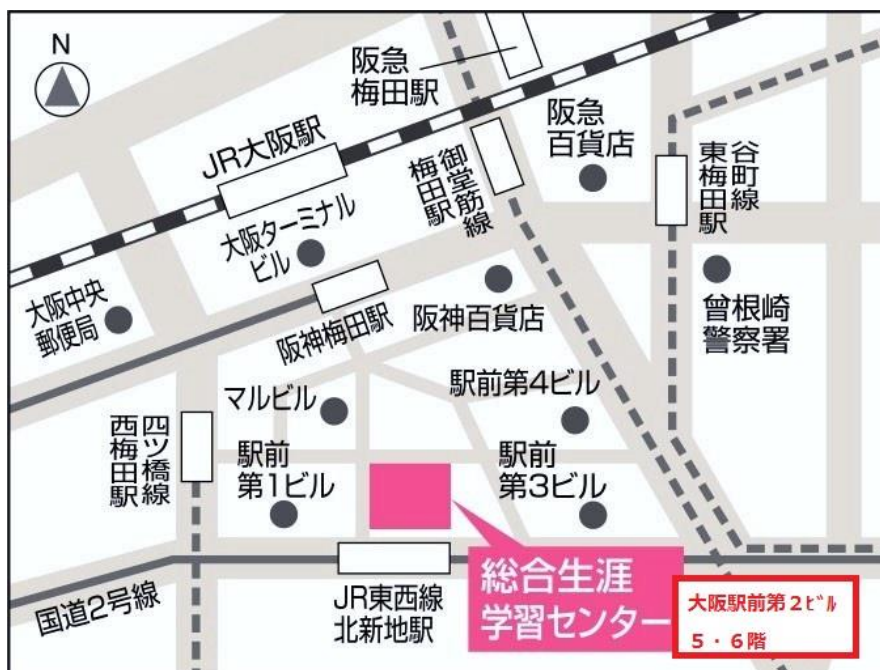 N
阪急
梅田駅
JR大阪駅
阪急
百貨店
御堂筋線
梅田駅
谷町線
東梅田駅
大阪ターミナル
ビル
大阪中央
郵便局
阪神梅田駅
阪神百貨店
曾根崎
警察署
マルビル
駅前第4ビル
四ツ橋線
西梅田駅
駅前
第1ビル
駅前
第3ビル
総合生涯
学習センター
国道2号線
JR東西線
北新地駅
大阪駅前第２ﾋﾞﾙ
５・６階